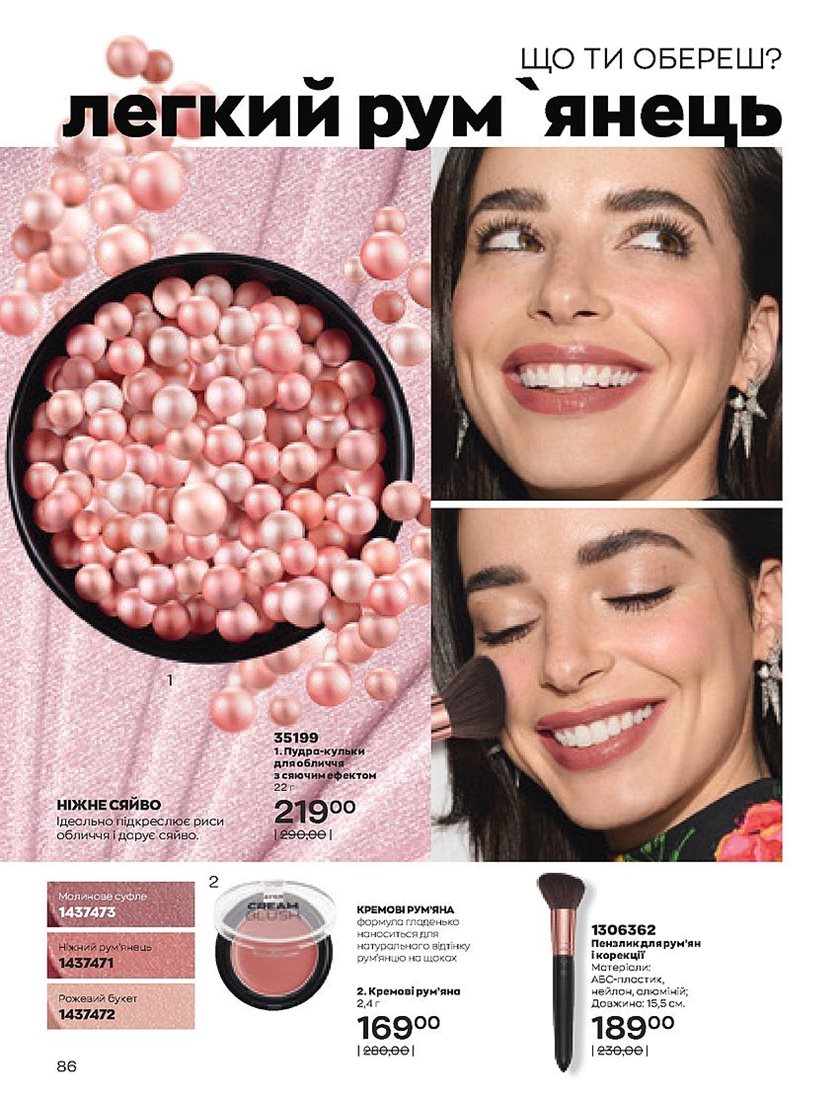 ЩО ТИ ОБЕРЕШ?
легкий рум`янець
1
35199
1. Пудра-кульки
для обличчя
з сяючим ефектом
22 г
21900
| 290,00 |
НІЖНЕ СЯЙВО
Ідеально підкреслює риси
обличчя і дарує сяйво.
Малинове суфле
1437473
Ніжний рум'янець
1437471
Рожевий букет
1437472
2
CREAM
BLUSH
КРЕМОВІ РУМ'ЯНА
формула гладенько
наноситься для
натурального відтінку
рум'янцю на щоках
2. Кремові рум'яна
2,4 г
16900
| 280,00 |
1306362
Пензлик для рум'ян
і корекції
Матеріали:
АБС-пластик,
нейлон, алюміній;
Довжина: 15,5 см.
18900
| 230,00 |
86